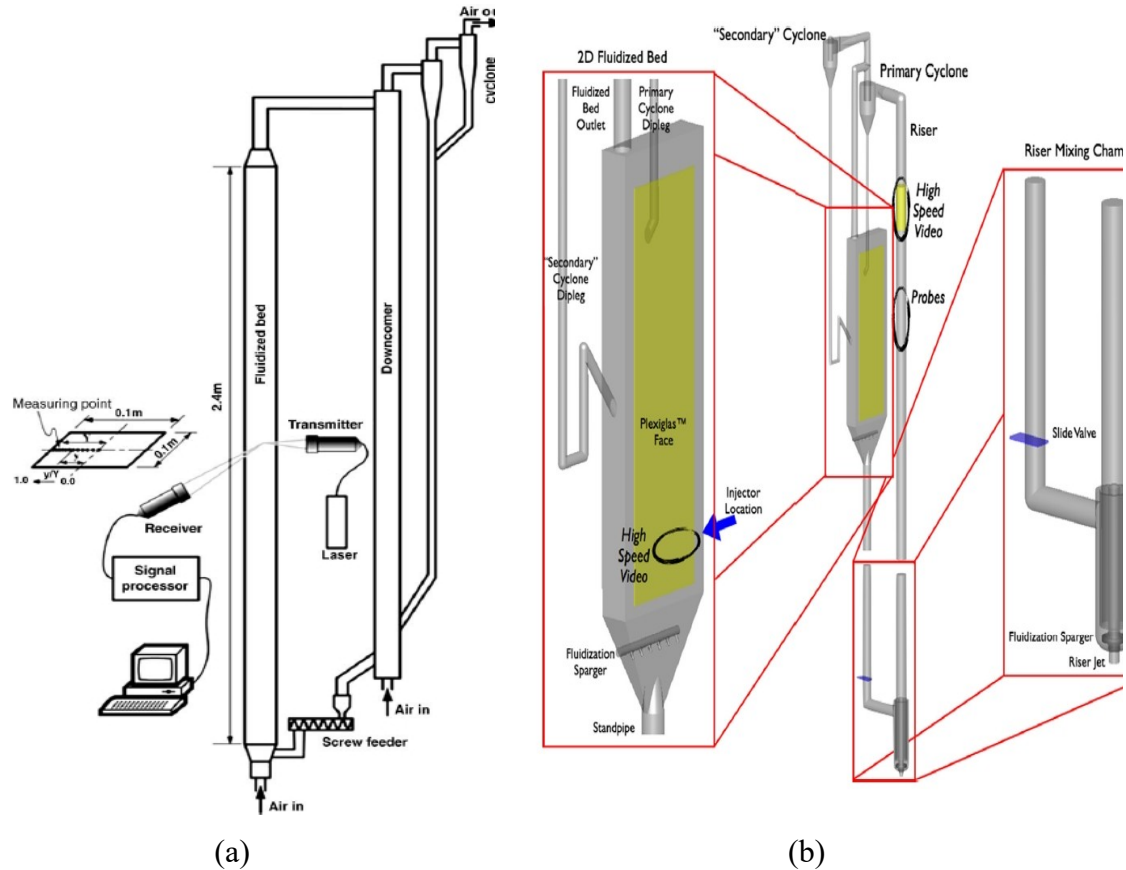 Air ou
cyclone
Fluidized bed
Downcomer
2.4m
Measuring point
0.1m
0.1m
y/Y
1.0
0.0
Transmitter
Receiver
Laser
Signal
processor
Air in
Screw feeder
Air in
(a)
"Secondary" Cyclone
2D Fluidized Bed
Primary Cyclone
Fluidized
Bed
Outlet
Primary
Cyclone
Dipleg
Riser
Riser Mixing Cham
High
Speed
Video
"Secondary"
Cyclone
Dipleg
Probes
Plexiglas™
Face
Slide Valve
Injector
Location
High
Speed
Video
Fluidization
Sparger
Standpipe
Fluidization Sparger
Riser Jet
(b)